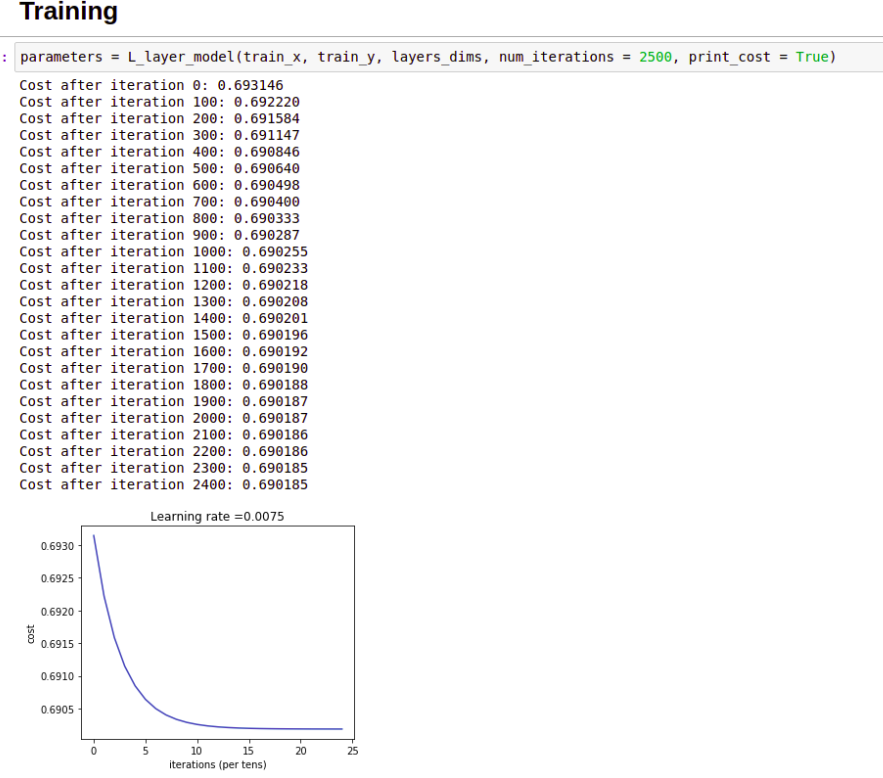 Training
: parameters = L_layer_model(train_x, train_y, layers_dims, num_iterations = 2500, print_cost = True)
Cost after iteration 0: 0.693146
Cost after iteration 100: 0.692220
Cost after iteration 200: 0.691584
Cost after iteration 300: 0.691147
Cost after iteration 400: 0.690846
Cost after iteration 500: 0.690640
Cost after iteration 600: 0.690498
Cost after iteration 700: 0.690400
Cost after iteration 800: 0.690333
Cost after iteration 900: 0.690287
Cost after iteration 1000: 0.690255
Cost after iteration 1100: 0.690233
Cost after iteration 1200: 0.690218
Cost after iteration 1300: 0.690208
Cost after iteration 1400: 0.690201
Cost after iteration 1500: 0.690196
Cost after iteration 1600: 0.690192
Cost after iteration 1700: 0.690190
Cost after iteration 1800: 0.690188
Cost after iteration 1900: 0.690187
Cost after iteration 2000: 0.690187
Cost after iteration 2100: 0.690186
Cost after iteration 2200: 0.690186
Cost after iteration 2300: 0.690185
Cost after iteration 2400: 0.690185
Learning rate =0.0075
0.6930
0.6925
0.6920
0.6915
0.6910
0.6905
cost
0 5 10 15 20 25
iterations (per tens)